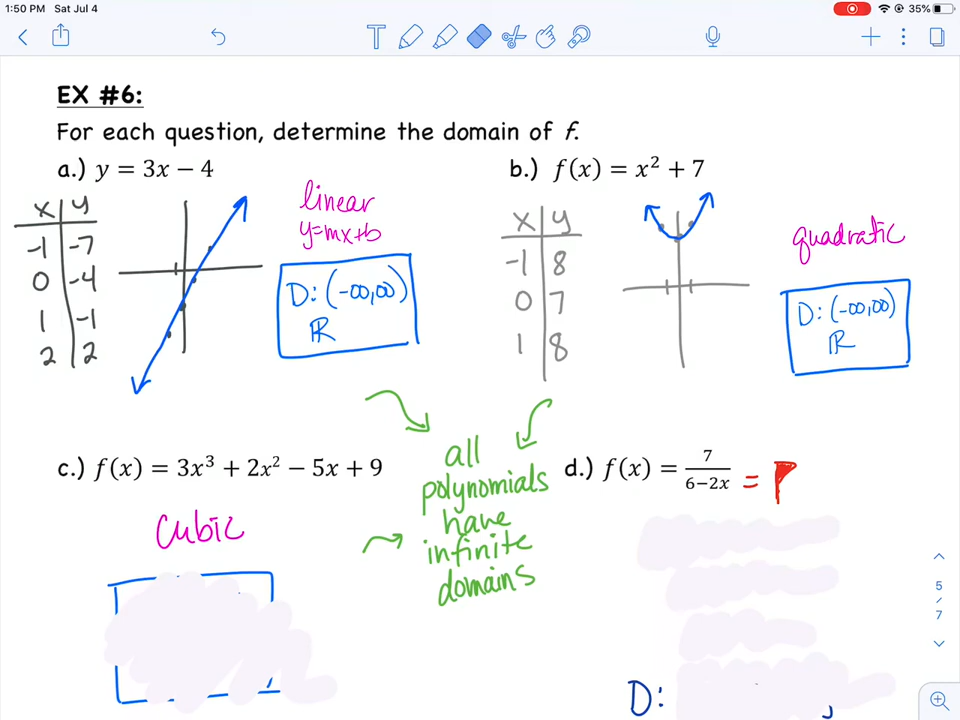 1:50 PM Sat Jul 4
35%
T
EX #6:
For each question, determine the domain of f.
a.) y = 3x − 4
b.) f(x) = x² + 7
x y
-1 -7
0 -4
1 -1
2 2
linear
y=mx+b
D: (-∞,∞)
ℝ
x y
-1 8
0 7
1 8
quadratic
D: (-∞,∞)
ℝ
c.) f(x) = 3x³ + 2x² − 5x + 9
all
polynomials
have
infinite
domains
d.) f(x) = 7/(6−2x) =
cubic
D:
5
/
7